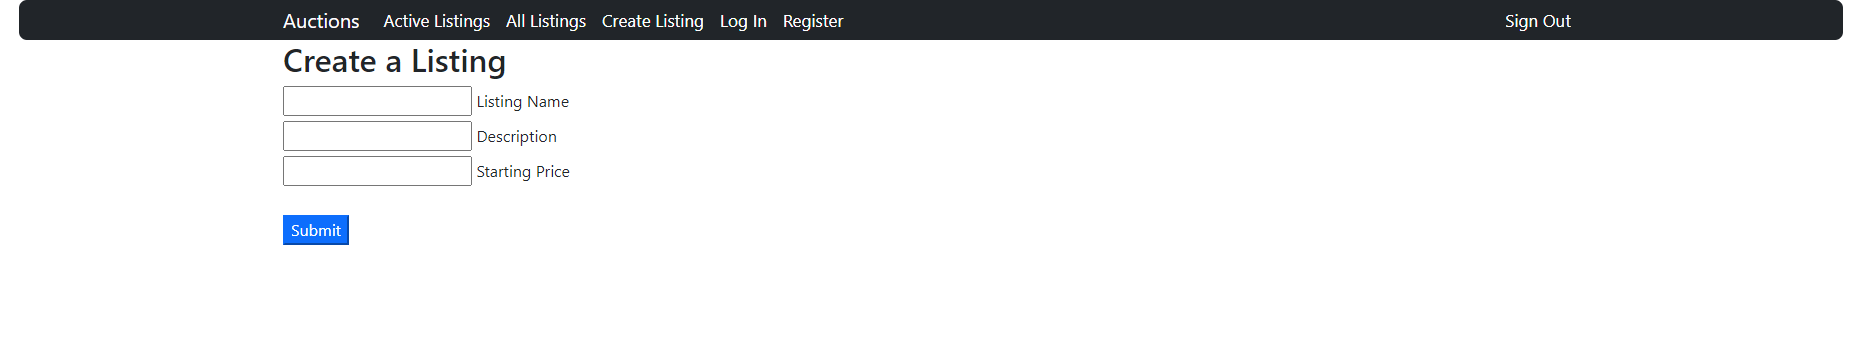 Auctions Active Listings All Listings Create Listing Log In Register Sign Out
Create a Listing
Listing Name
Description
Starting Price
Submit